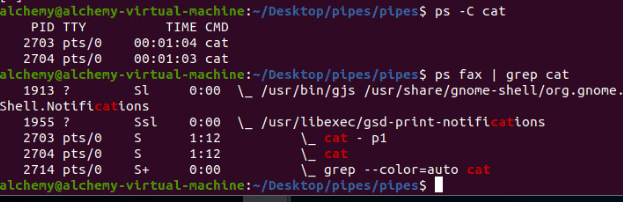 alchemy@alchemy-virtual-machine:~/Desktop/pipes/pipes$ ps -C cat
PID TTY TIME CMD
2703 pts/0 00:01:04 cat
2704 pts/0 00:01:03 cat
alchemy@alchemy-virtual-machine:~/Desktop/pipes/pipes$ ps fax | grep cat
1913 ? Sl 0:00 \_ /usr/bin/gjs /usr/share/gnome-shell/org.gnome.
Shell.Notifications
1955 ? Ssl 0:00 \_ /usr/libexec/gsd-print-notifications
2703 pts/0 S 1:12 \_ cat - p1
2704 pts/0 S 1:12 \_ cat
2714 pts/0 S+ 0:00 \_ grep --color=auto cat
alchemy@alchemy-virtual-machine:~/Desktop/pipes/pipes$